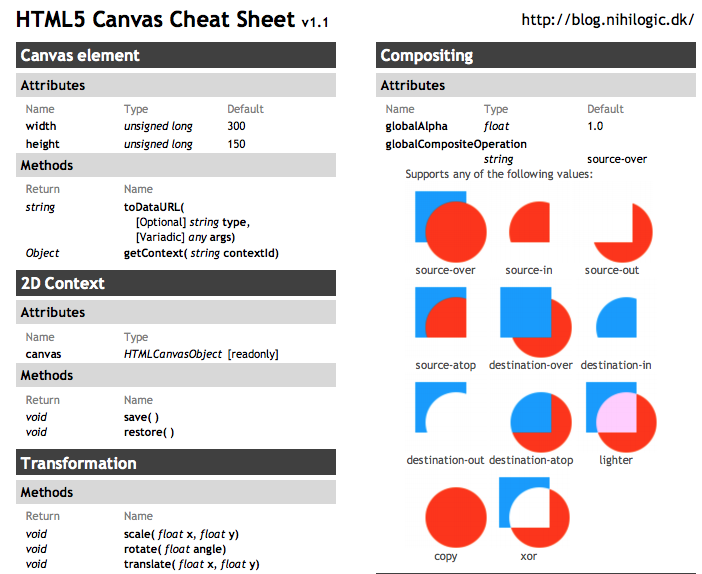 HTML5 Canvas Cheat Sheet v1.1
http://blog.nihilogic.dk/
Canvas element
Attributes
Name Type Default
width unsigned long 300
height unsigned long 150
Methods
Return Name
string toDataURL(
[Optional] string type,
[Variadic] any args)
Object getContext( string contextId)
2D Context
Attributes
Name Type
canvas HTMLCanvasObject [readonly]
Methods
Return Name
void save( )
void restore( )
Transformation
Methods
Return Name
void scale( float x, float y)
void rotate( float angle)
void translate( float x, float y)
Compositing
Attributes
Name Type Default
globalAlpha float 1.0
globalCompositeOperation
string source-over
Supports any of the following values:
source-over source-in source-out
source-atop destination-over destination-in
destination-out destination-atop lighter
copy xor